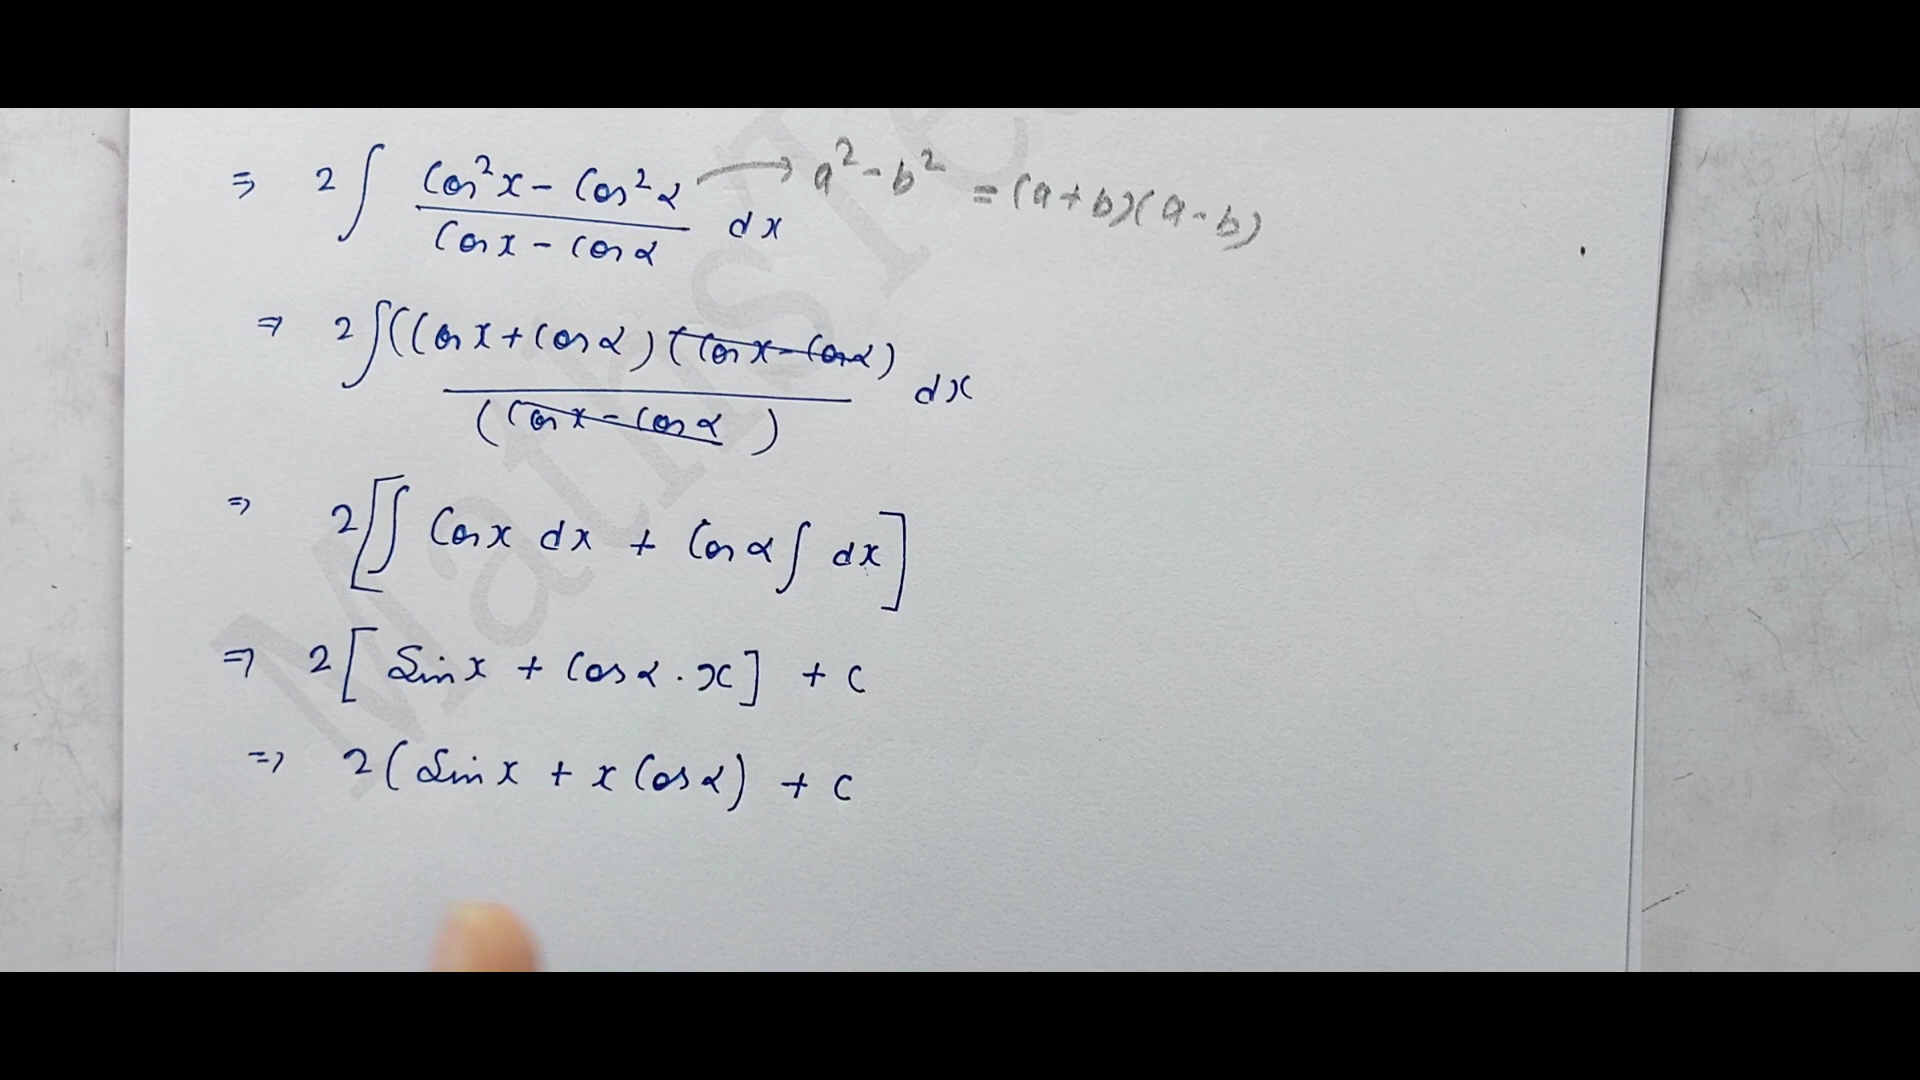 ⇒ 2∫ (Cos²x − Cos²α)/(Cosx − Cosα) dx → a² − b² = (a+b)(a−b)
⇒ 2∫ ((Cosx + Cosα)(Cosx − Cosα))/((Cosx − Cosα)) dx
⇒ 2[∫ Cosx dx + Cosα ∫ dx]
⇒ 2[Sinx + Cosα · x] + c
⇒ 2(Sinx + x Cosα) + c